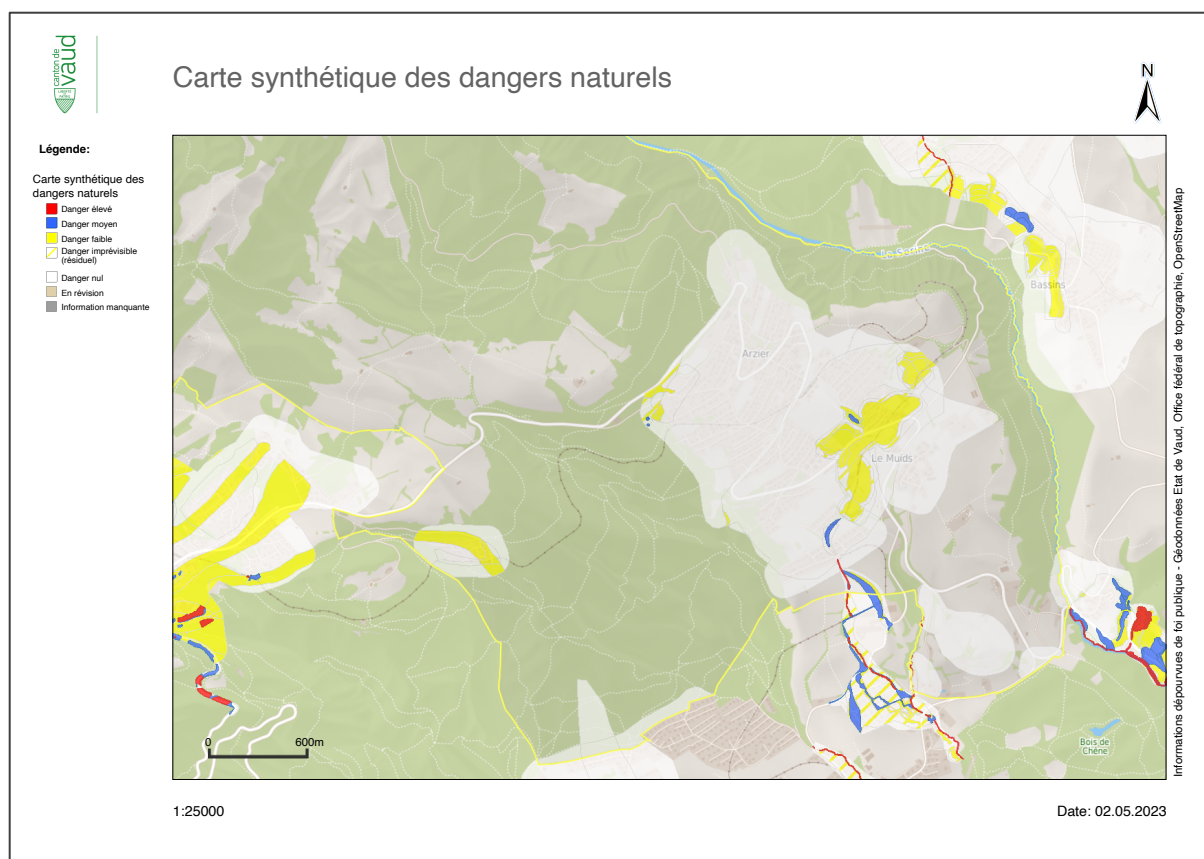 canton de
vaud
LIBERTÉ
ET
PATRIE
Carte synthétique des dangers naturels
N
Légende:
Carte synthétique des
dangers naturels
Danger élevé
Danger moyen
Danger faible
Danger imprévisible
(résiduel)
Danger nul
En révision
Information manquante
La Serine
Bassins
Arzier
Le Muids
Bois de
Chêne
0 600m
Informations dépourvues de foi publique - Géodonnées Etat de Vaud, Office fédéral de topographie, OpenStreetMap
1:25000
Date: 02.05.2023